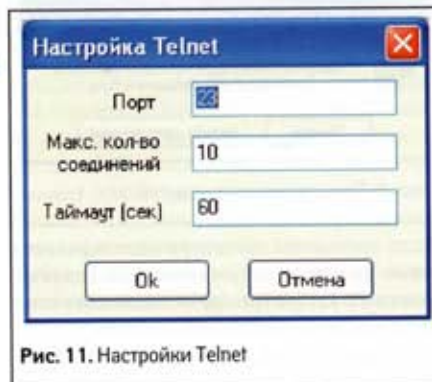 Настройка Telnet
Порт 23
Макс. кол-во
соединений 10
Таймаут (сек) 60
Ok Отмена
Рис. 11. Настройки Telnet